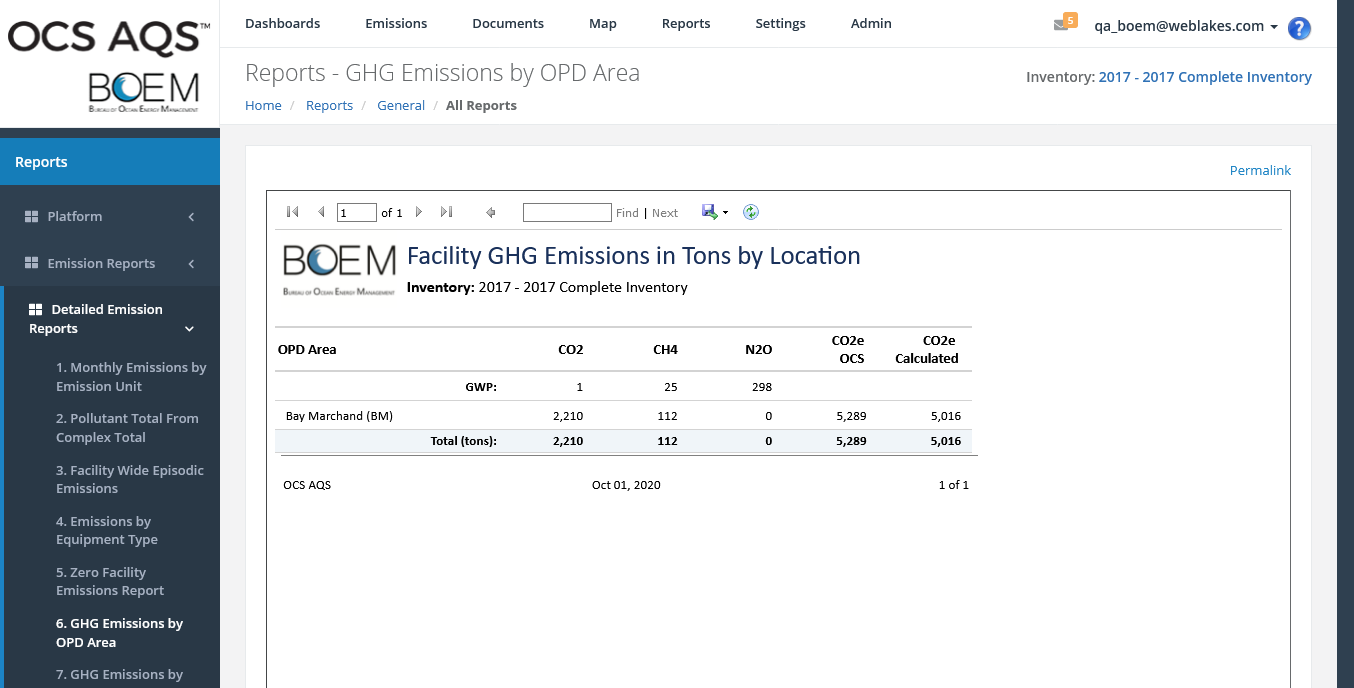 OCS AQS™
BOEM
BUREAU OF OCEAN ENERGY MANAGEMENT
Dashboards Emissions Documents Map Reports Settings Admin 5 qa_boem@weblakes.com ?
Reports - GHG Emissions by OPD Area
Inventory: 2017 - 2017 Complete Inventory
Home / Reports / General / All Reports
Reports
Platform
Emission Reports
Detailed Emission
Reports
1. Monthly Emissions by
Emission Unit
2. Pollutant Total From
Complex Total
3. Facility Wide Episodic
Emissions
4. Emissions by
Equipment Type
5. Zero Facility
Emissions Report
6. GHG Emissions by
OPD Area
7. GHG Emissions by
Permalink
1 of 1 Find | Next
BOEM
BUREAU OF OCEAN ENERGY MANAGEMENT
Facility GHG Emissions in Tons by Location
Inventory: 2017 - 2017 Complete Inventory
OPD Area CO2 CH4 N2O CO2e OCS CO2e Calculated
GWP: 1 25 298
Bay Marchand (BM) 2,210 112 0 5,289 5,016
Total (tons): 2,210 112 0 5,289 5,016
OCS AQS Oct 01, 2020 1 of 1